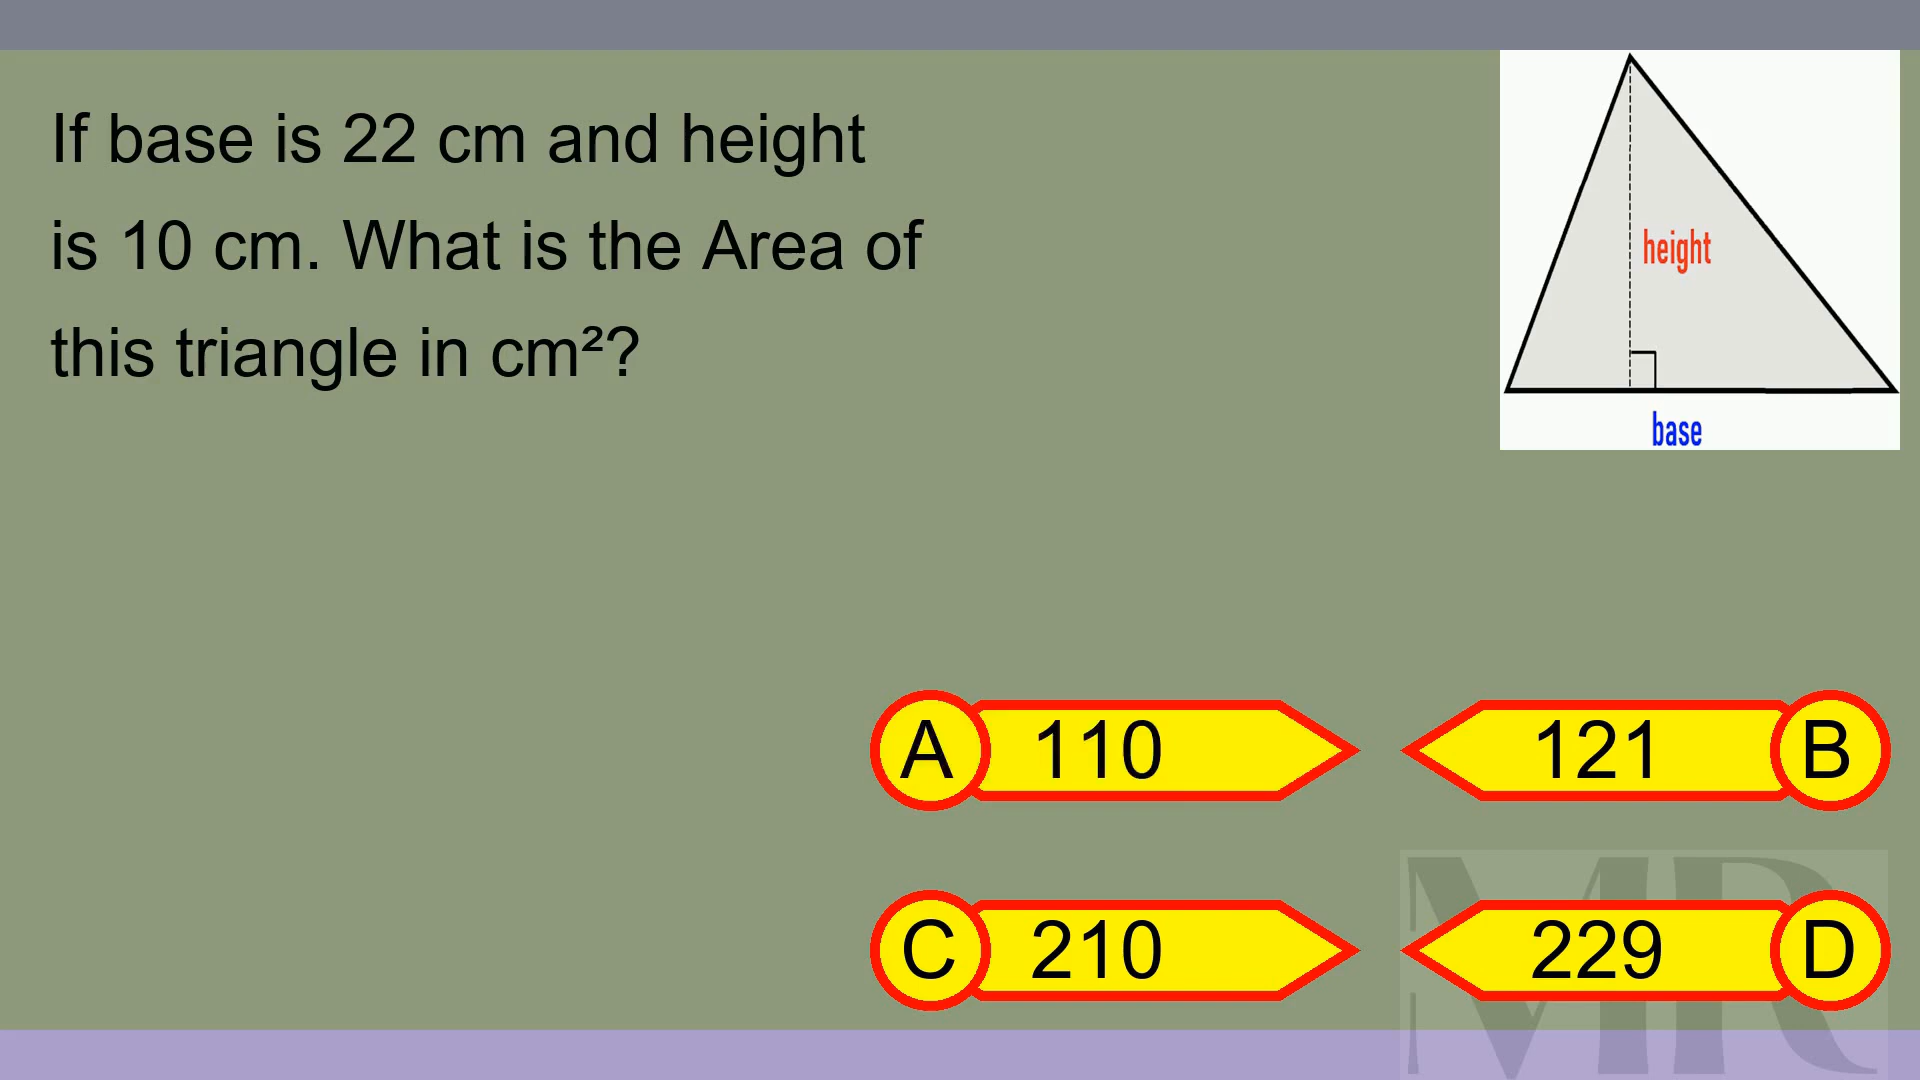 If base is 22 cm and height
is 10 cm. What is the Area of
this triangle in cm²?
height
base
A 110
121 B
C 210
229 D
MR